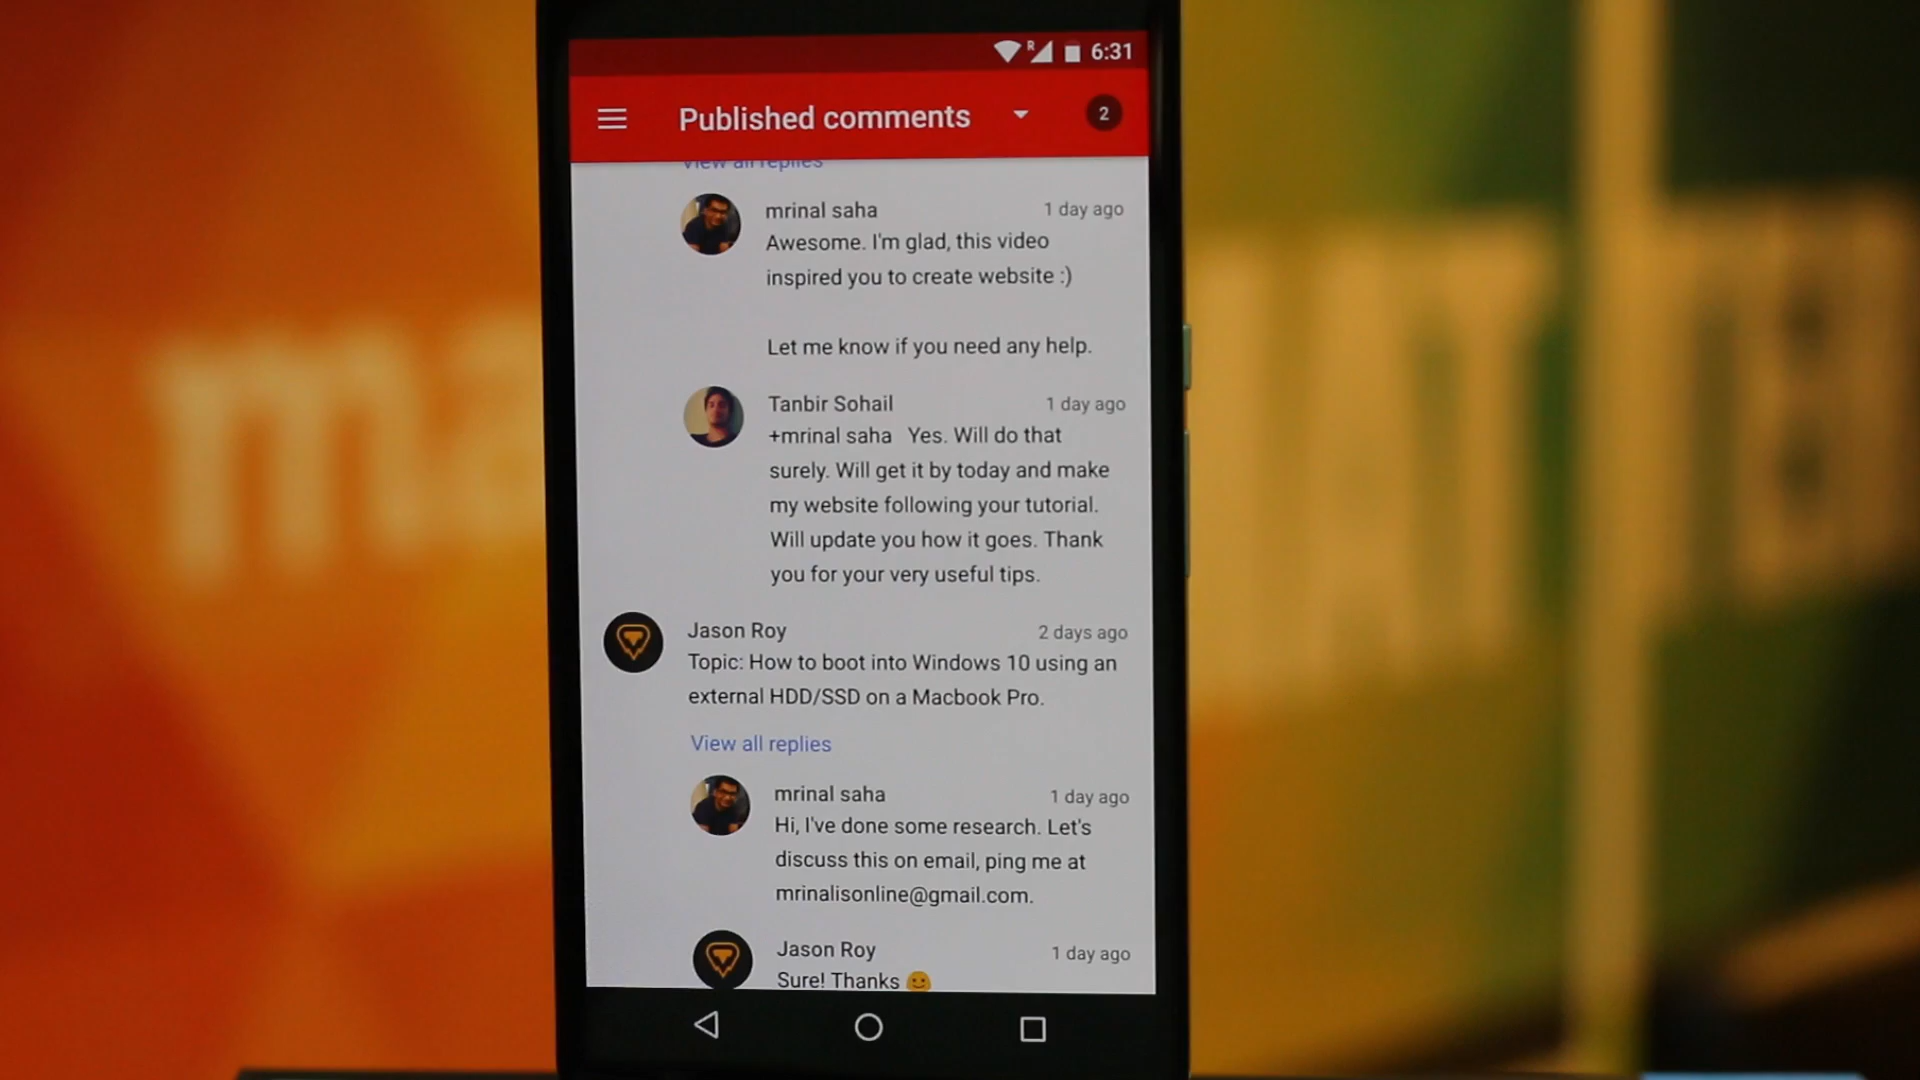 R 6:31
Published comments 2
View all replies
mrinal saha 1 day ago
Awesome. I'm glad, this video
inspired you to create website :)
Let me know if you need any help.
Tanbir Sohail 1 day ago
+mrinal saha Yes. Will do that
surely. Will get it by today and make
my website following your tutorial.
Will update you how it goes. Thank
you for your very useful tips.
Jason Roy 2 days ago
Topic: How to boot into Windows 10 using an
external HDD/SSD on a Macbook Pro.
View all replies
mrinal saha 1 day ago
Hi, I've done some research. Let's
discuss this on email, ping me at
mrinalisonline@gmail.com.
Jason Roy 1 day ago
Sure! Thanks 🙂